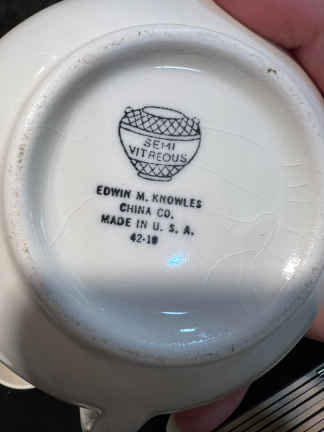 SEMI
VITREOUS
EDWIN M. KNOWLES
CHINA CO.
MADE IN U. S. A.
42-10